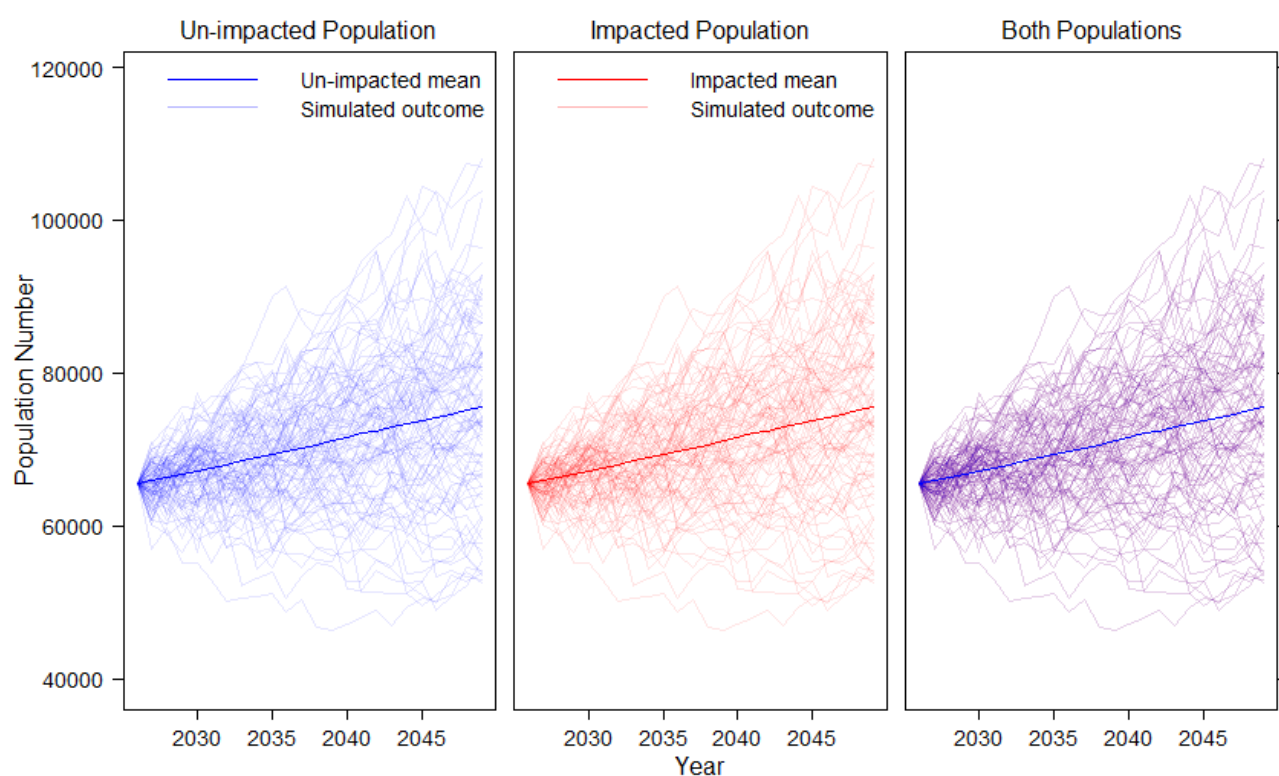 Un-impacted Population
Impacted Population
Both Populations
Un-impacted mean
Simulated outcome
Impacted mean
Simulated outcome
120000
100000
80000
60000
40000
Population Number
2030 2035 2040 2045
2030 2035 2040 2045
2030 2035 2040 2045
Year